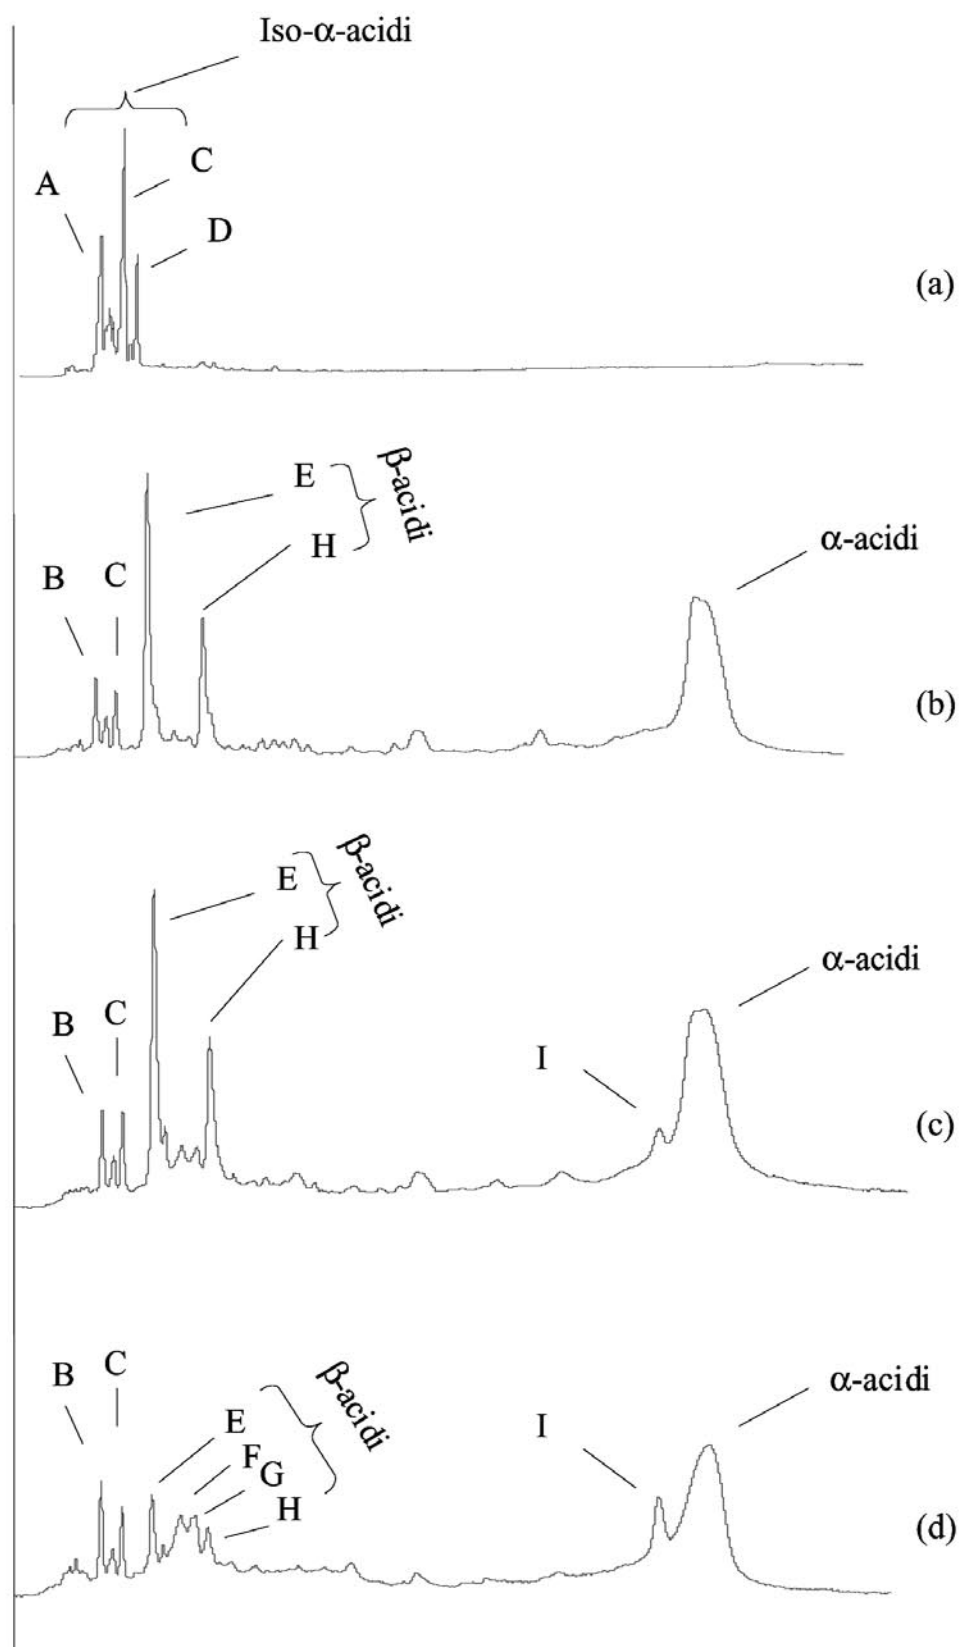 Iso-α-acidi
A
C
D
(a)
E
H
β-acidi
α-acidi
B
C
(b)
E
H
β-acidi
α-acidi
B
C
I
(c)
B
C
E
F
G
H
β-acidi
I
α-acidi
(d)